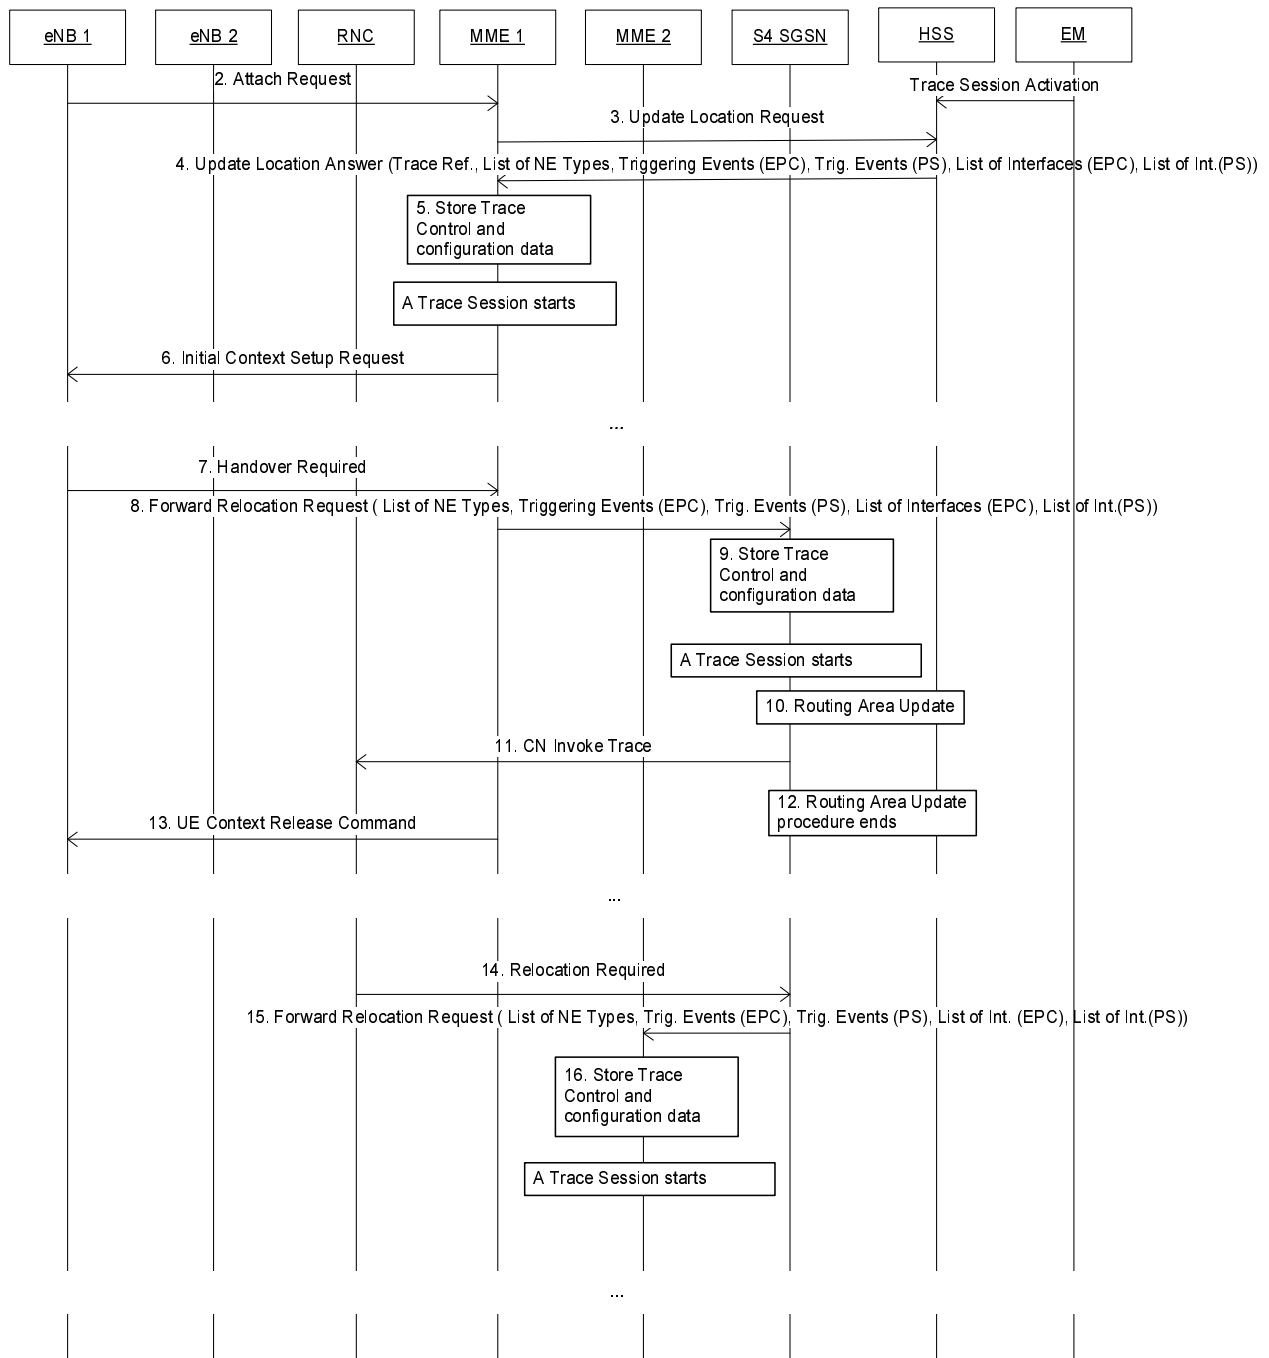 eNB 1
eNB 2
RNC
MME 1
MME 2
S4 SGSN
HSS
EM
2. Attach Request
Trace Session Activation
3. Update Location Request
4. Update Location Answer (Trace Ref., List of NE Types, Triggering Events (EPC), Trig. Events (PS), List of Interfaces (EPC), List of Int.(PS))
5. Store Trace
Control and
configuration data
A Trace Session starts
6. Initial Context Setup Request
...
7. Handover Required
8. Forward Relocation Request ( List of NE Types, Triggering Events (EPC), Trig. Events (PS), List of Interfaces (EPC), List of Int.(PS))
9. Store Trace
Control and
configuration data
A Trace Session starts
10. Routing Area Update
11. CN Invoke Trace
12. Routing Area Update
procedure ends
13. UE Context Release Command
...
14. Relocation Required
15. Forward Relocation Request ( List of NE Types, Trig. Events (EPC), Trig. Events (PS), List of Int. (EPC), List of Int.(PS))
16. Store Trace
Control and
configuration data
A Trace Session starts
...